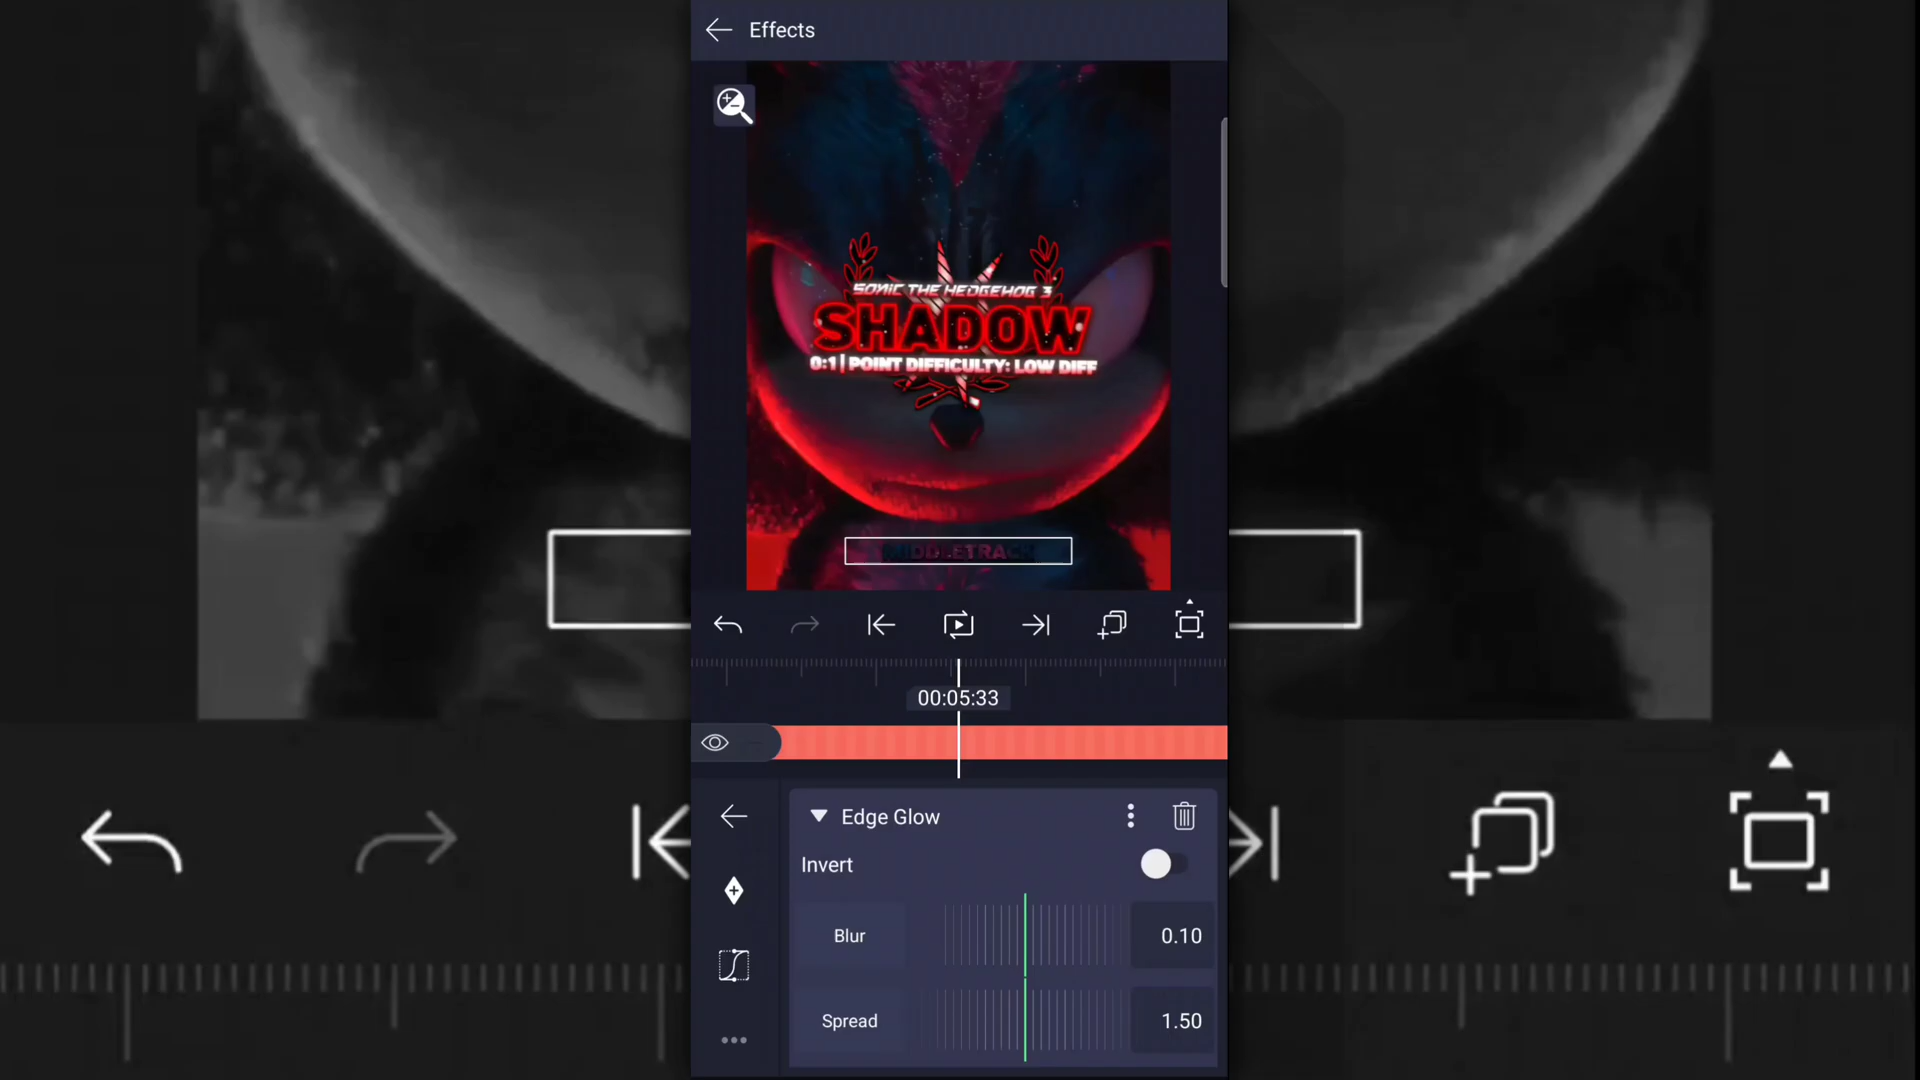 Effects
SONIC THE HEDGEHOG 3
SHADOW
0:1 | POINT DIFFICULTY: LOW DIFF
MIDDLETRACK
00:05:33
Edge Glow
Invert
Blur
0.10
Spread
1.50